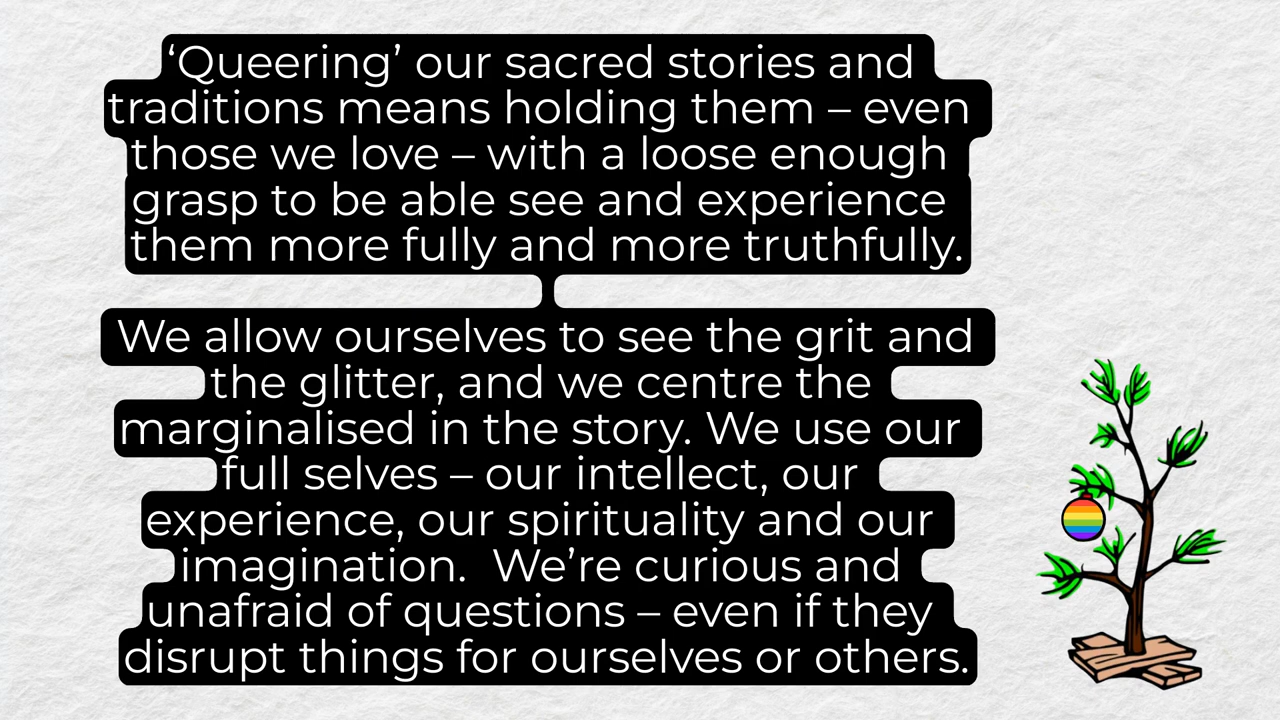 ‘Queering’ our sacred stories and
traditions means holding them – even
those we love – with a loose enough
grasp to be able see and experience
them more fully and more truthfully.
We allow ourselves to see the grit and
the glitter, and we centre the
marginalised in the story. We use our
full selves – our intellect, our
experience, our spirituality and our
imagination.  We’re curious and
unafraid of questions – even if they
disrupt things for ourselves or others.